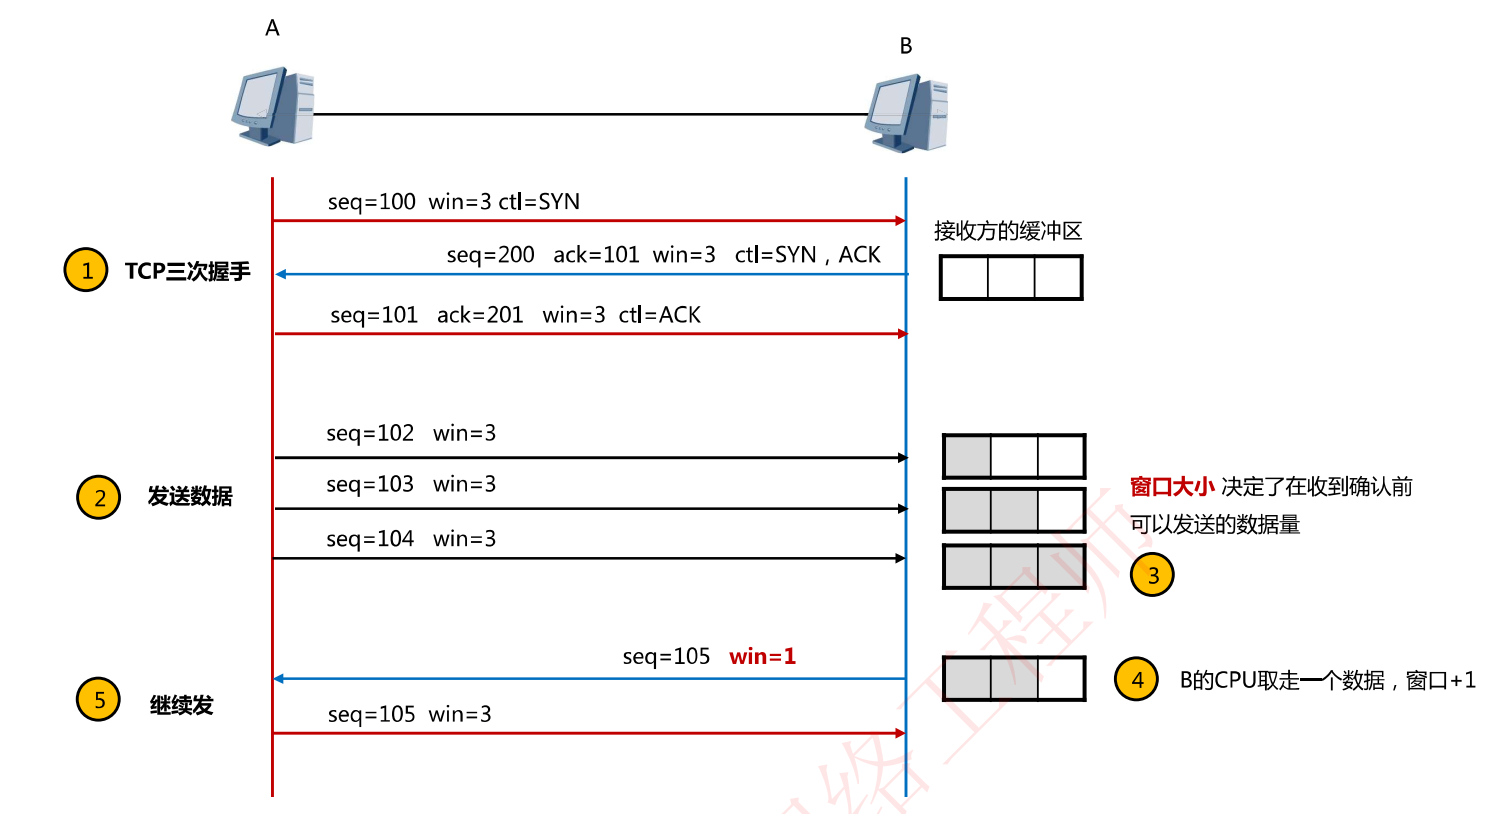 A
B
seq=100 win=3 ctl=SYN
接收方的缓冲区
seq=200 ack=101 win=3 ctl=SYN，ACK
1 TCP三次握手
seq=101 ack=201 win=3 ctl=ACK
seq=102 win=3
seq=103 win=3
2 发送数据
窗口大小 决定了在收到确认前
可以发送的数据量
seq=104 win=3
3
seq=105 win=1
4 B的CPU取走一个数据，窗口+1
5 继续发
seq=105 win=3
网络工程师